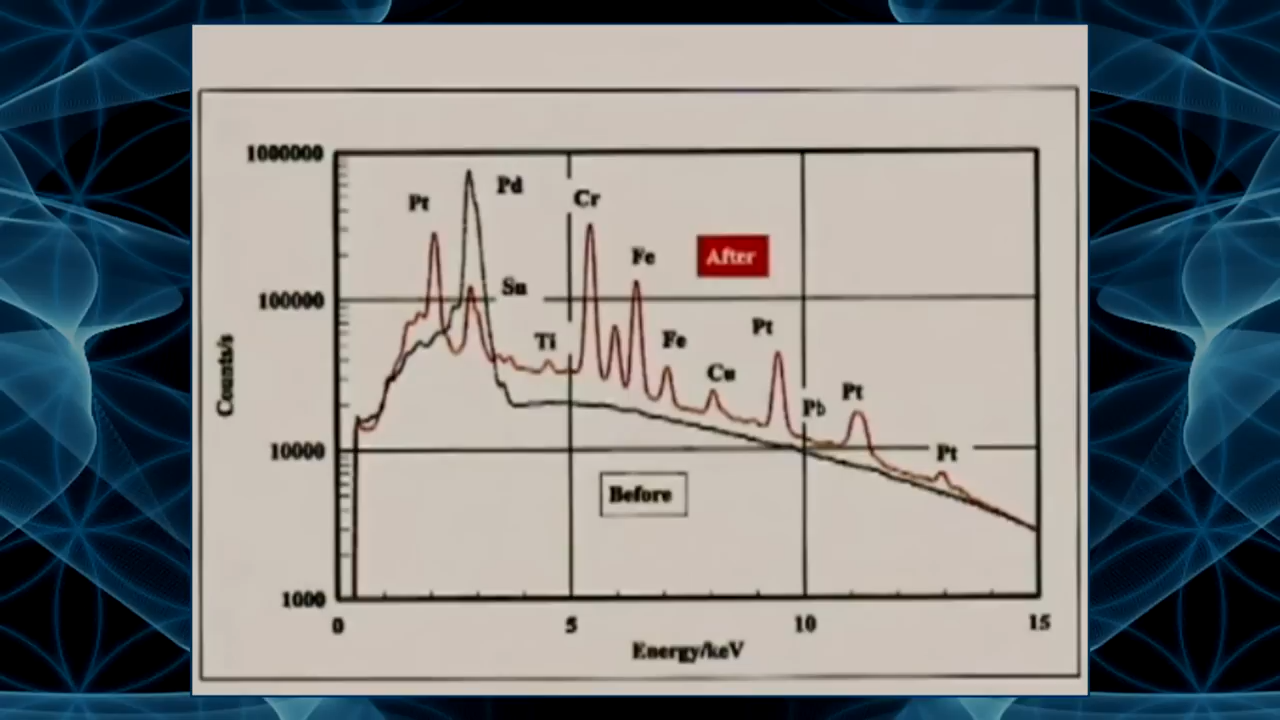 1000000
Pt
Pd
Cr
Fe
After
Sn
100000
Ti
Fe
Pt
Cu
Pb
Pt
10000
Pt
Before
1000
0
5
10
15
Counts/s
Energy/keV